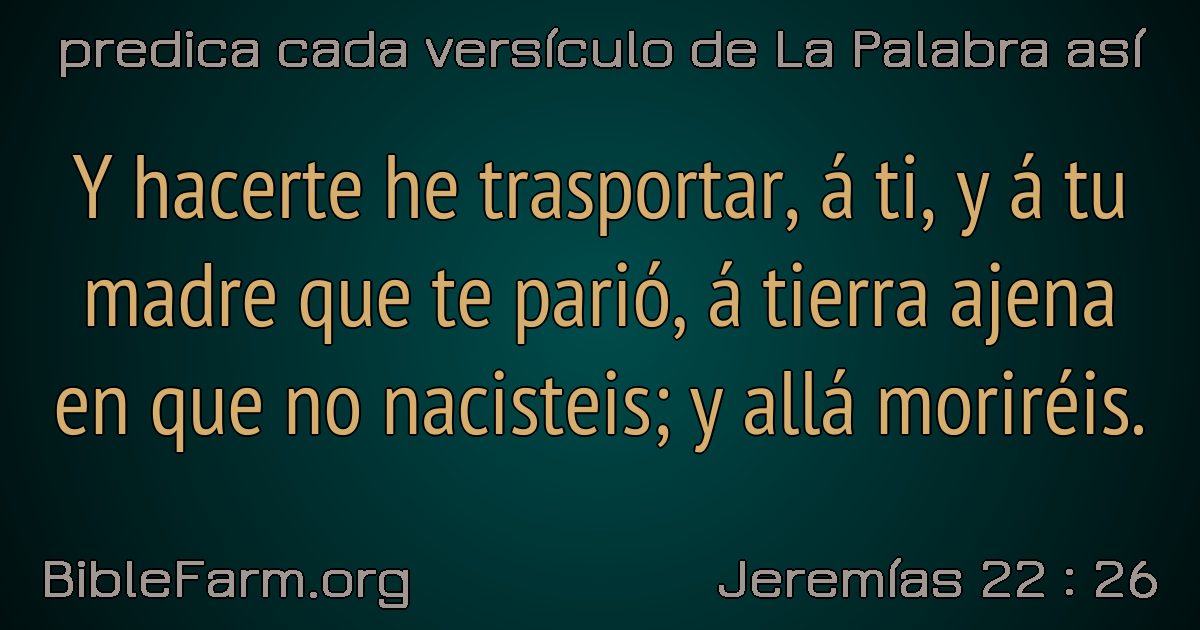 predica cada versículo de La Palabra así
Y hacerte he trasportar, á ti, y á tu
madre que te parió, á tierra ajena
en que no nacisteis; y allá moriréis.
BibleFarm.org
Jeremías 22 : 26